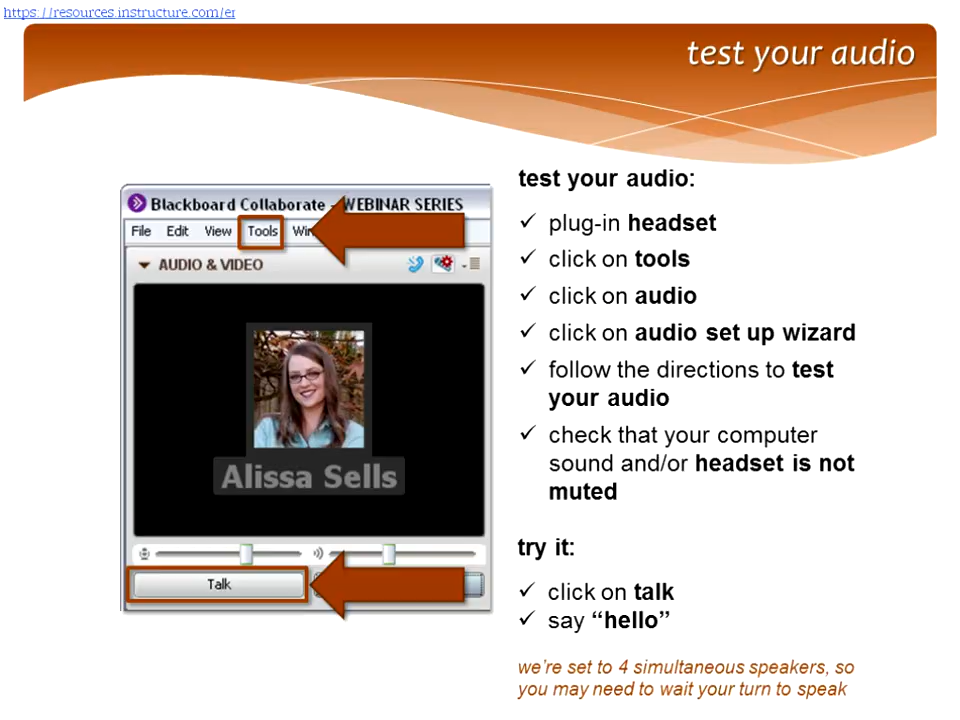 https://resources.instructure.com/er
test your audio
test your audio:
✓ plug-in headset
✓ click on tools
✓ click on audio
✓ click on audio set up wizard
✓ follow the directions to test
your audio
✓ check that your computer
sound and/or headset is not
muted
try it:
✓ click on talk
✓ say “hello”
we’re set to 4 simultaneous speakers, so
you may need to wait your turn to speak
Blackboard Collaborate - WEBINAR SERIES
File Edit View Tools
AUDIO & VIDEO
Alissa Sells
Talk